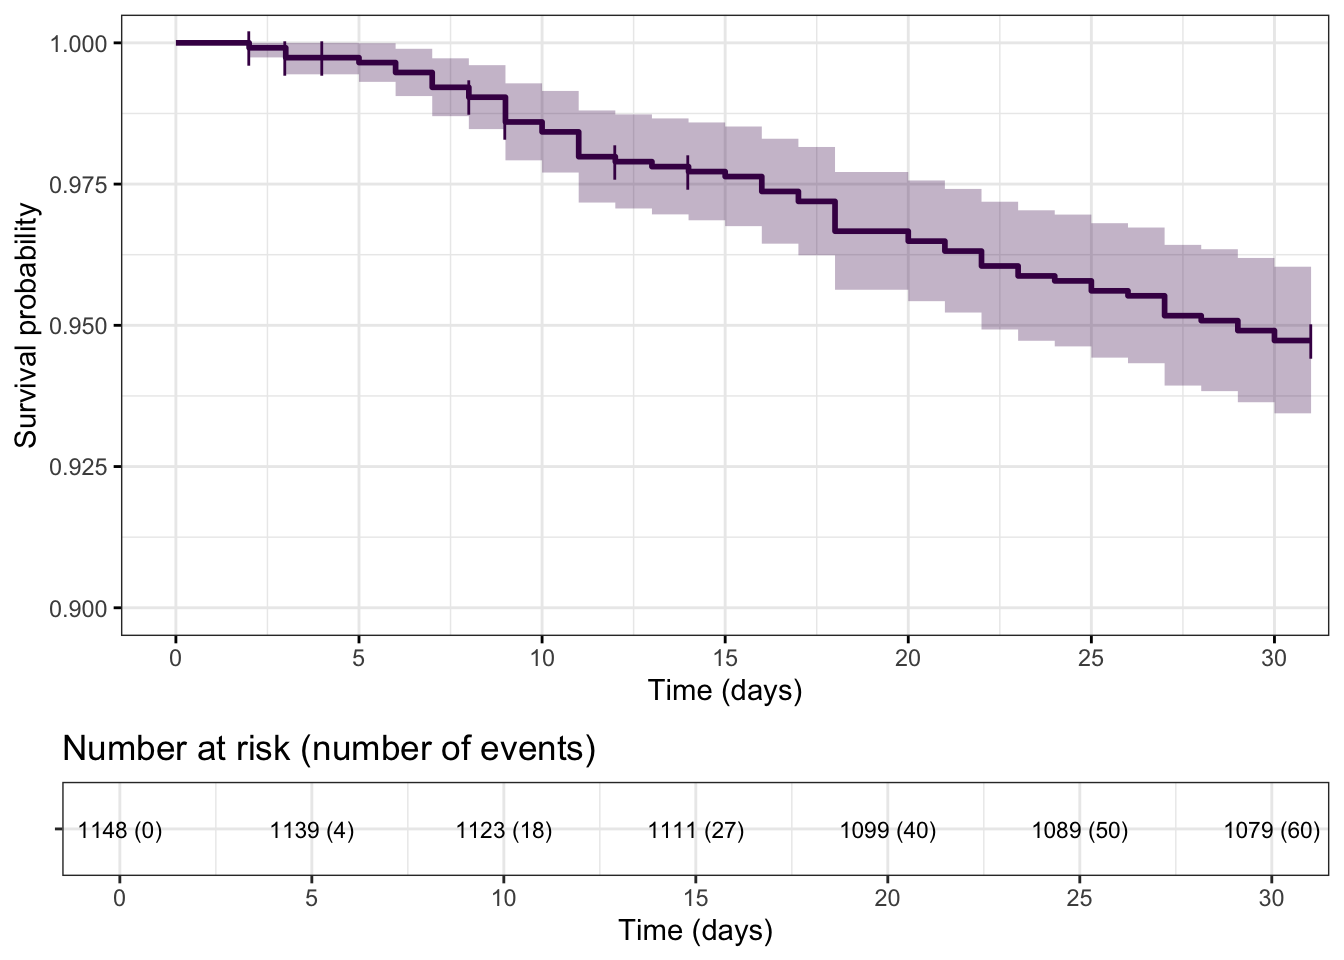 1.000
0.975
0.950
0.925
0.900
Survival probability
0 5 10 15 20 25 30
Time (days)
Number at risk (number of events)
1148 (0) 1139 (4) 1123 (18) 1111 (27) 1099 (40) 1089 (50) 1079 (60)
0 5 10 15 20 25 30
Time (days)